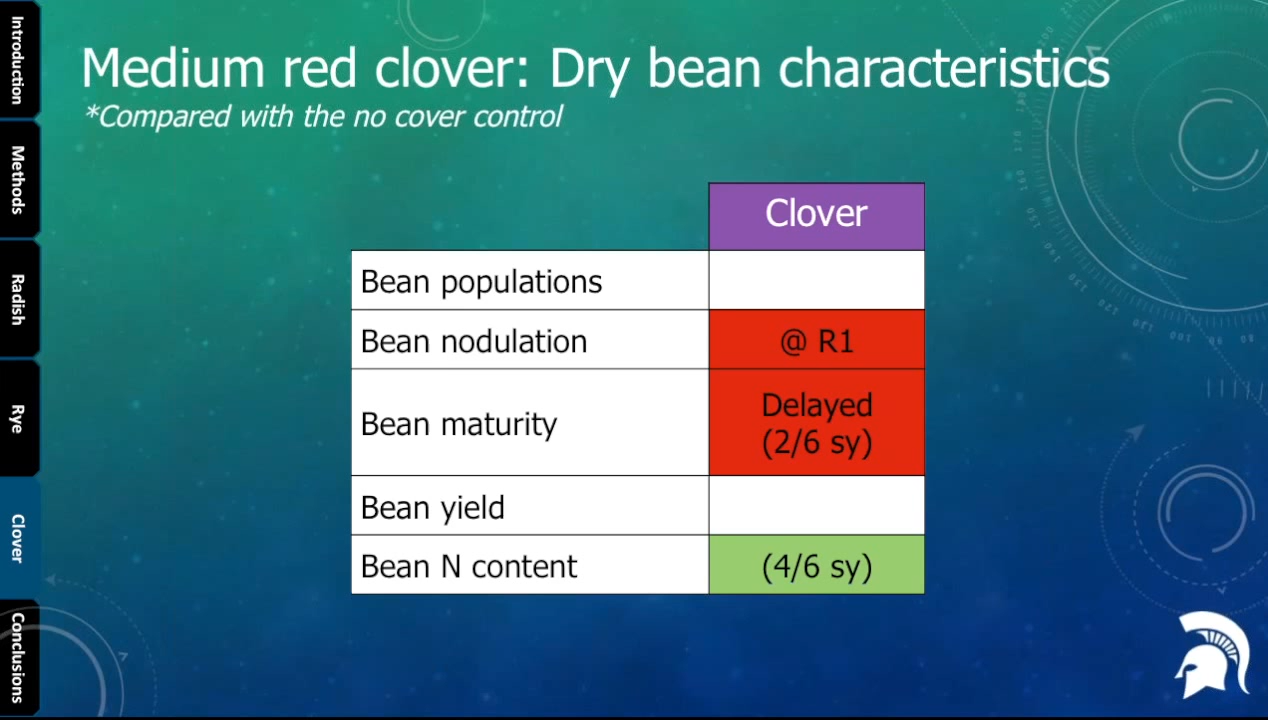 Introduction
Methods
Radish
Rye
Clover
Conclusions
Medium red clover: Dry bean characteristics
*Compared with the no cover control
Clover
Bean populations
Bean nodulation
@ R1
Bean maturity
Delayed
(2/6 sy)
Bean yield
Bean N content
(4/6 sy)